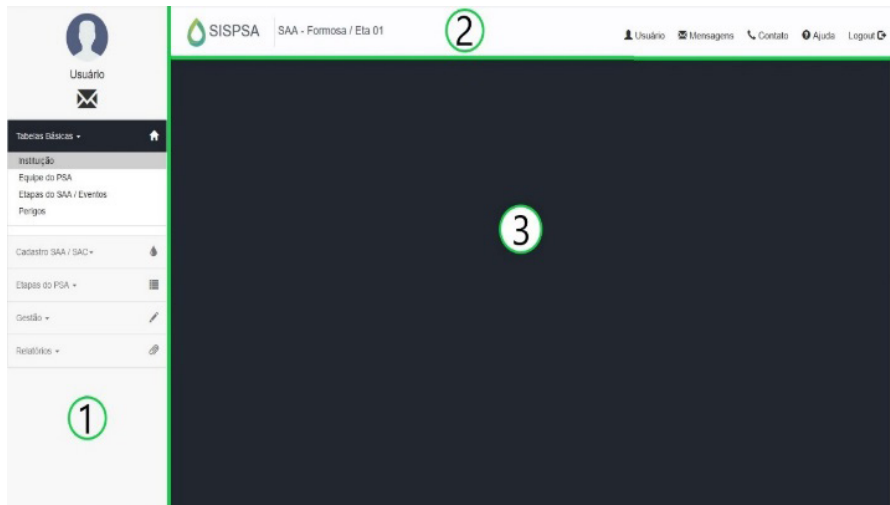 Usuário
Tabelas Básicas
Instituição
Equipe do PSA
Etapas do SAA / Eventos
Perigos
Cadastro SAA / SAC
Etapas do PSA
Gestão
Relatórios
1
SISPSA SAA - Formosa / Eta 01 2 Usuário Mensagens Contato Ajuda Logout
3